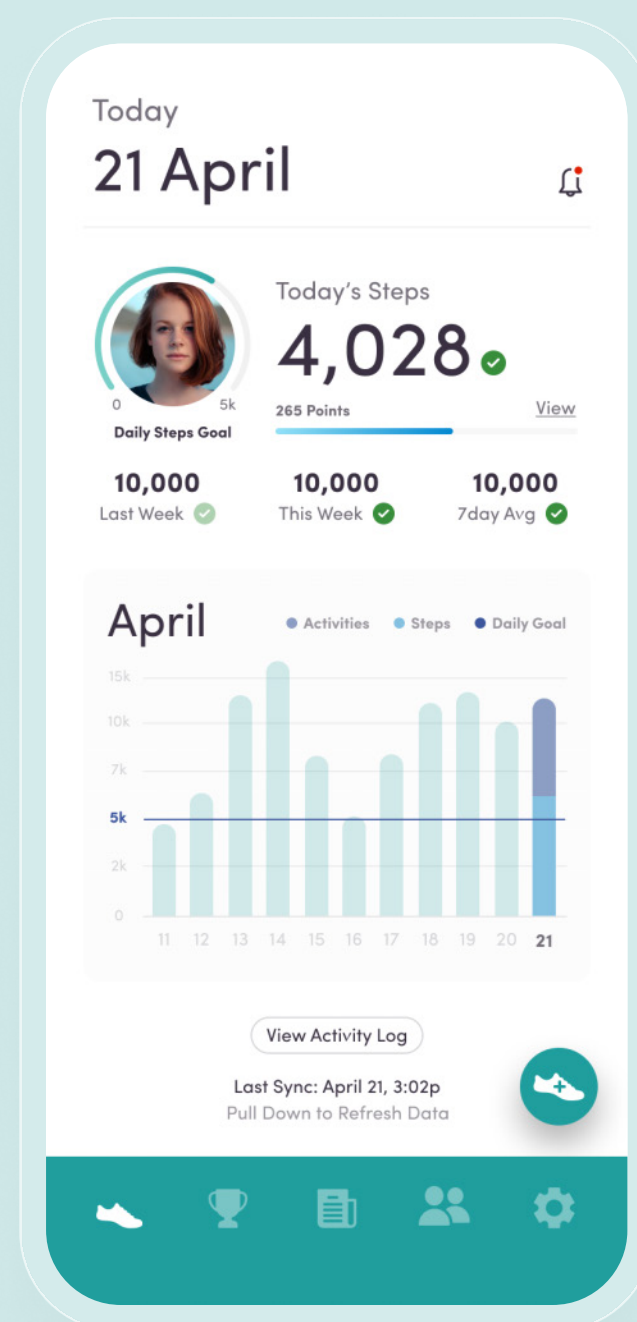 Today
21 April
Today's Steps
4,028
265 Points View
0 5k
Daily Steps Goal
10,000 10,000 10,000
Last Week This Week 7day Avg
April Activities Steps Daily Goal
15k
10k
7k
5k
2k
0
11 12 13 14 15 16 17 18 19 20 21
View Activity Log
Last Sync: April 21, 3:02p
Pull Down to Refresh Data